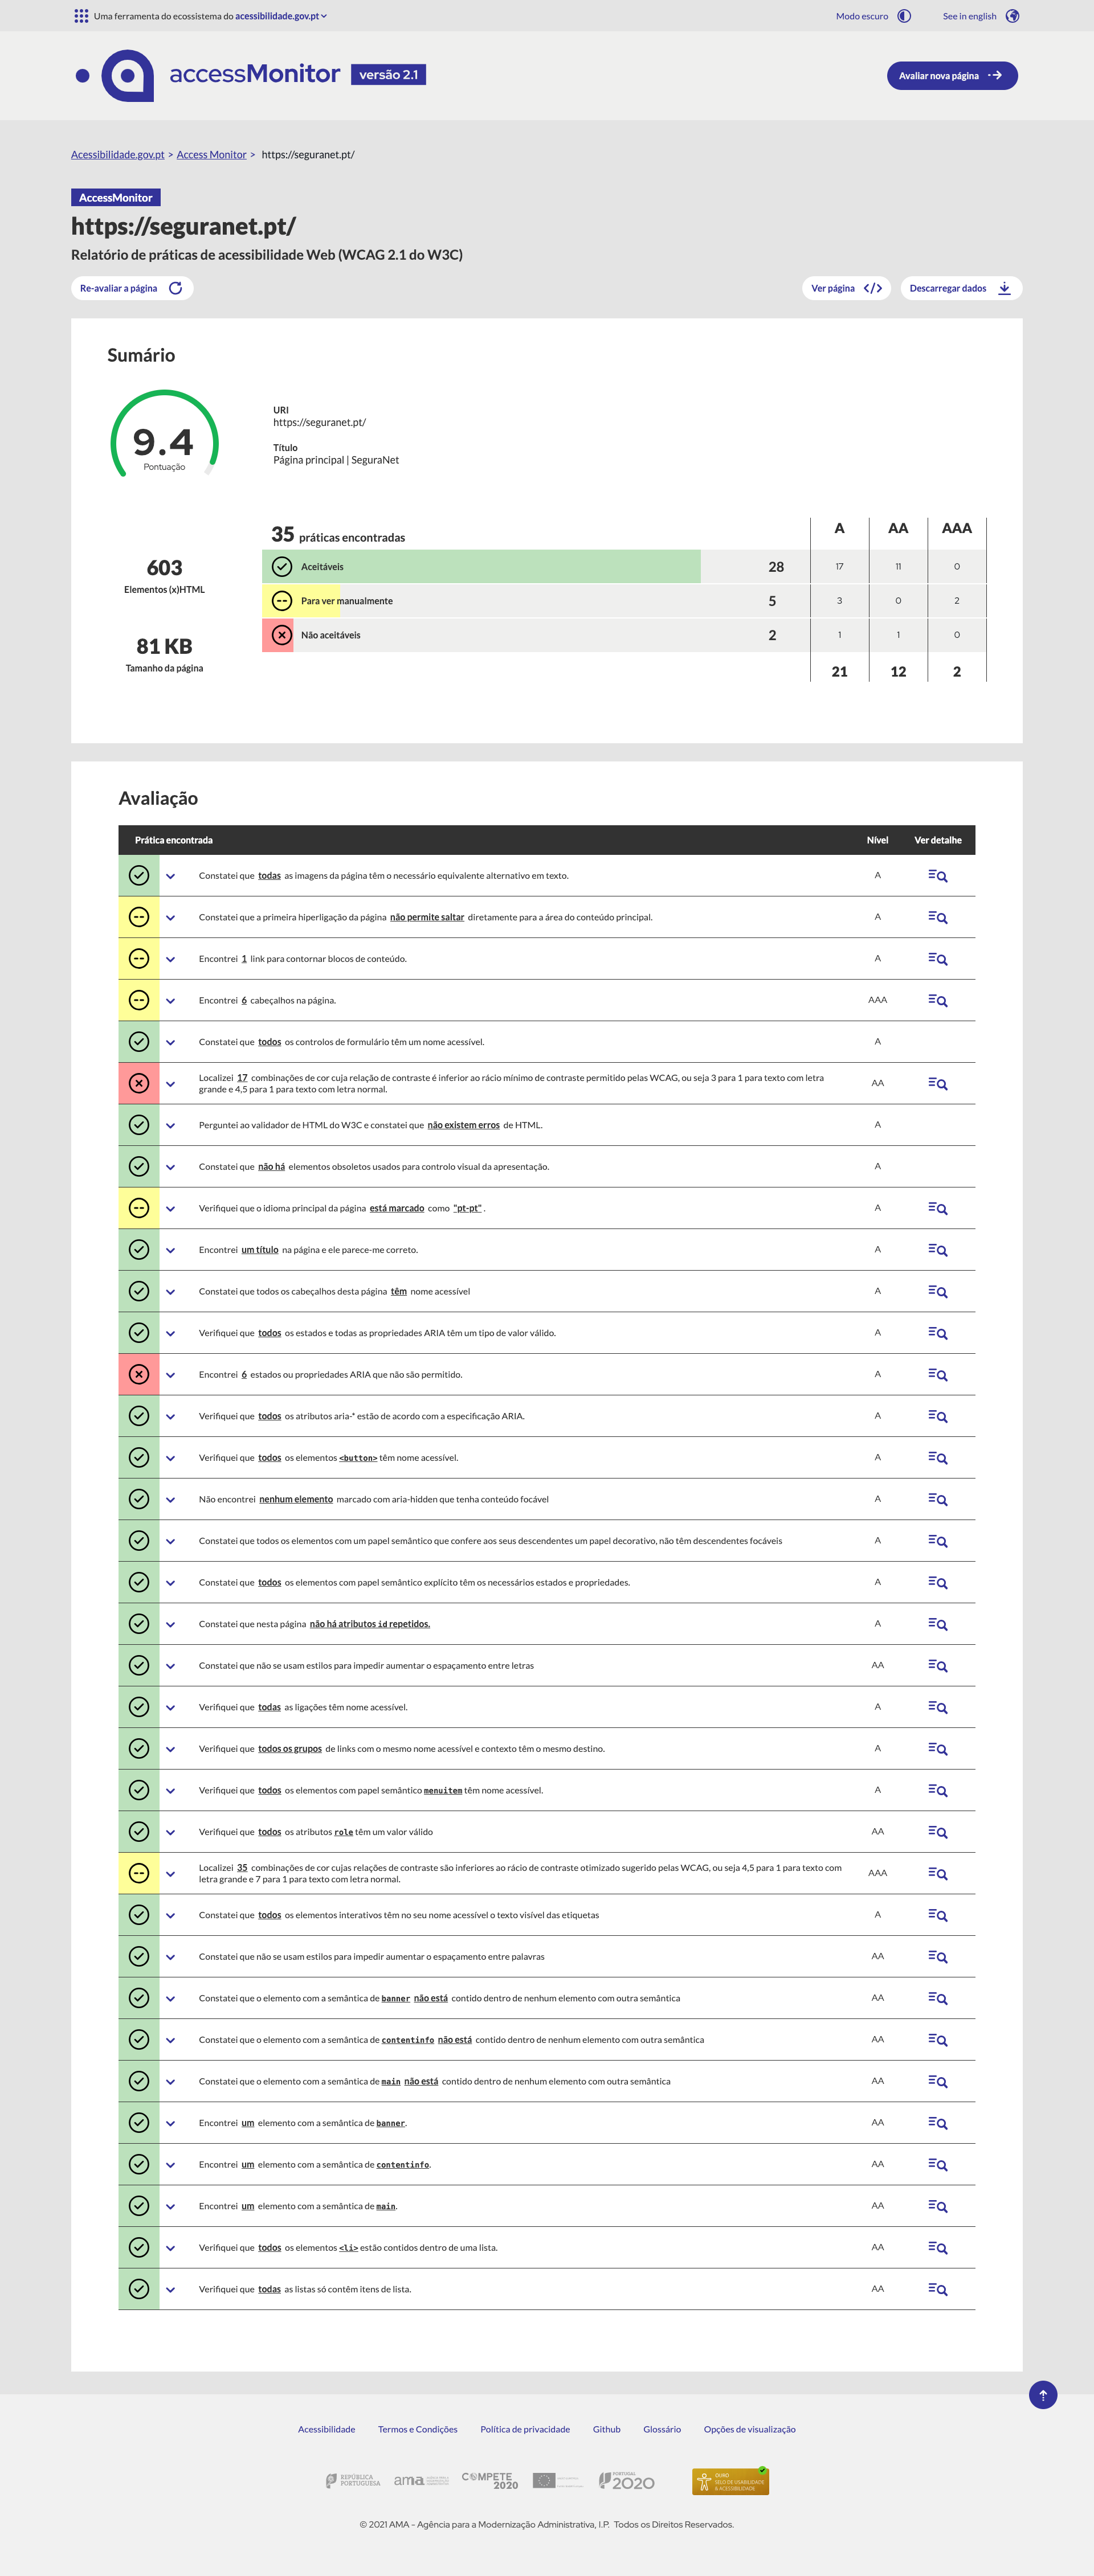 Uma ferramenta do ecossistema do acessibilidade.gov.pt
Modo escuro
See in english
accessMonitor versão 2.1
Avaliar nova página
Acessibilidade.gov.pt > Access Monitor > https://seguranet.pt/
AccessMonitor
https://seguranet.pt/
Relatório de práticas de acessibilidade Web (WCAG 2.1 do W3C)
Re-avaliar a página
Ver página
Descarregar dados
Sumário
9.4
Pontuação
URI
https://seguranet.pt/
Título
Página principal | SeguraNet
603
Elementos (x)HTML
81 KB
Tamanho da página
35 práticas encontradas A AA AAA
Aceitáveis 28 17 11 0
Para ver manualmente 5 3 0 2
Não aceitáveis 2 1 1 0
21 12 2
Avaliação
Prática encontrada Nível Ver detalhe
Constatei que todas as imagens da página têm o necessário equivalente alternativo em texto. A
Constatei que a primeira hiperligação da página não permite saltar diretamente para a área do conteúdo principal. A
Encontrei 1 link para contornar blocos de conteúdo. A
Encontrei 6 cabeçalhos na página. AAA
Constatei que todos os controlos de formulário têm um nome acessível. A
Localizei 17 combinações de cor cuja relação de contraste é inferior ao rácio mínimo de contraste permitido pelas WCAG, ou seja 3 para 1 para texto com letra
grande e 4,5 para 1 para texto com letra normal. AA
Perguntei ao validador de HTML do W3C e constatei que não existem erros de HTML. A
Constatei que não há elementos obsoletos usados para controlo visual da apresentação. A
Verifiquei que o idioma principal da página está marcado como "pt-pt" . A
Encontrei um título na página e ele parece-me correto. A
Constatei que todos os cabeçalhos desta página têm nome acessível A
Verifiquei que todos os estados e todas as propriedades ARIA têm um tipo de valor válido. A
Encontrei 6 estados ou propriedades ARIA que não são permitido. A
Verifiquei que todos os atributos aria-* estão de acordo com a especificação ARIA. A
Verifiquei que todos os elementos <button> têm nome acessível. A
Não encontrei nenhum elemento marcado com aria-hidden que tenha conteúdo focável A
Constatei que todos os elementos com um papel semântico que confere aos seus descendentes um papel decorativo, não têm descendentes focáveis A
Constatei que todos os elementos com papel semântico explícito têm os necessários estados e propriedades. A
Constatei que nesta página não há atributos id repetidos. A
Constatei que não se usam estilos para impedir aumentar o espaçamento entre letras AA
Verifiquei que todas as ligações têm nome acessível. A
Verifiquei que todos os grupos de links com o mesmo nome acessível e contexto têm o mesmo destino. A
Verifiquei que todos os elementos com papel semântico menuitem têm nome acessível. A
Verifiquei que todos os atributos role têm um valor válido AA
Localizei 35 combinações de cor cujas relações de contraste são inferiores ao rácio de contraste otimizado sugerido pelas WCAG, ou seja 4,5 para 1 para texto com
letra grande e 7 para 1 para texto com letra normal. AAA
Constatei que todos os elementos interativos têm no seu nome acessível o texto visível das etiquetas A
Constatei que não se usam estilos para impedir aumentar o espaçamento entre palavras AA
Constatei que o elemento com a semântica de banner não está contido dentro de nenhum elemento com outra semântica AA
Constatei que o elemento com a semântica de contentinfo não está contido dentro de nenhum elemento com outra semântica AA
Constatei que o elemento com a semântica de main não está contido dentro de nenhum elemento com outra semântica AA
Encontrei um elemento com a semântica de banner. AA
Encontrei um elemento com a semântica de contentinfo. AA
Encontrei um elemento com a semântica de main. AA
Verifiquei que todos os elementos <li> estão contidos dentro de uma lista. AA
Verifiquei que todas as listas só contêm itens de lista. AA
Acessibilidade Termos e Condições Política de privacidade Github Glossário Opções de visualização
REPÚBLICA
PORTUGUESA
ama
COMPETE
2020
PORTUGAL
2020
OURO
SELO DE USABILIDADE
& ACESSIBILIDADE
© 2021 AMA - Agência para a Modernização Administrativa, I.P. Todos os Direitos Reservados.